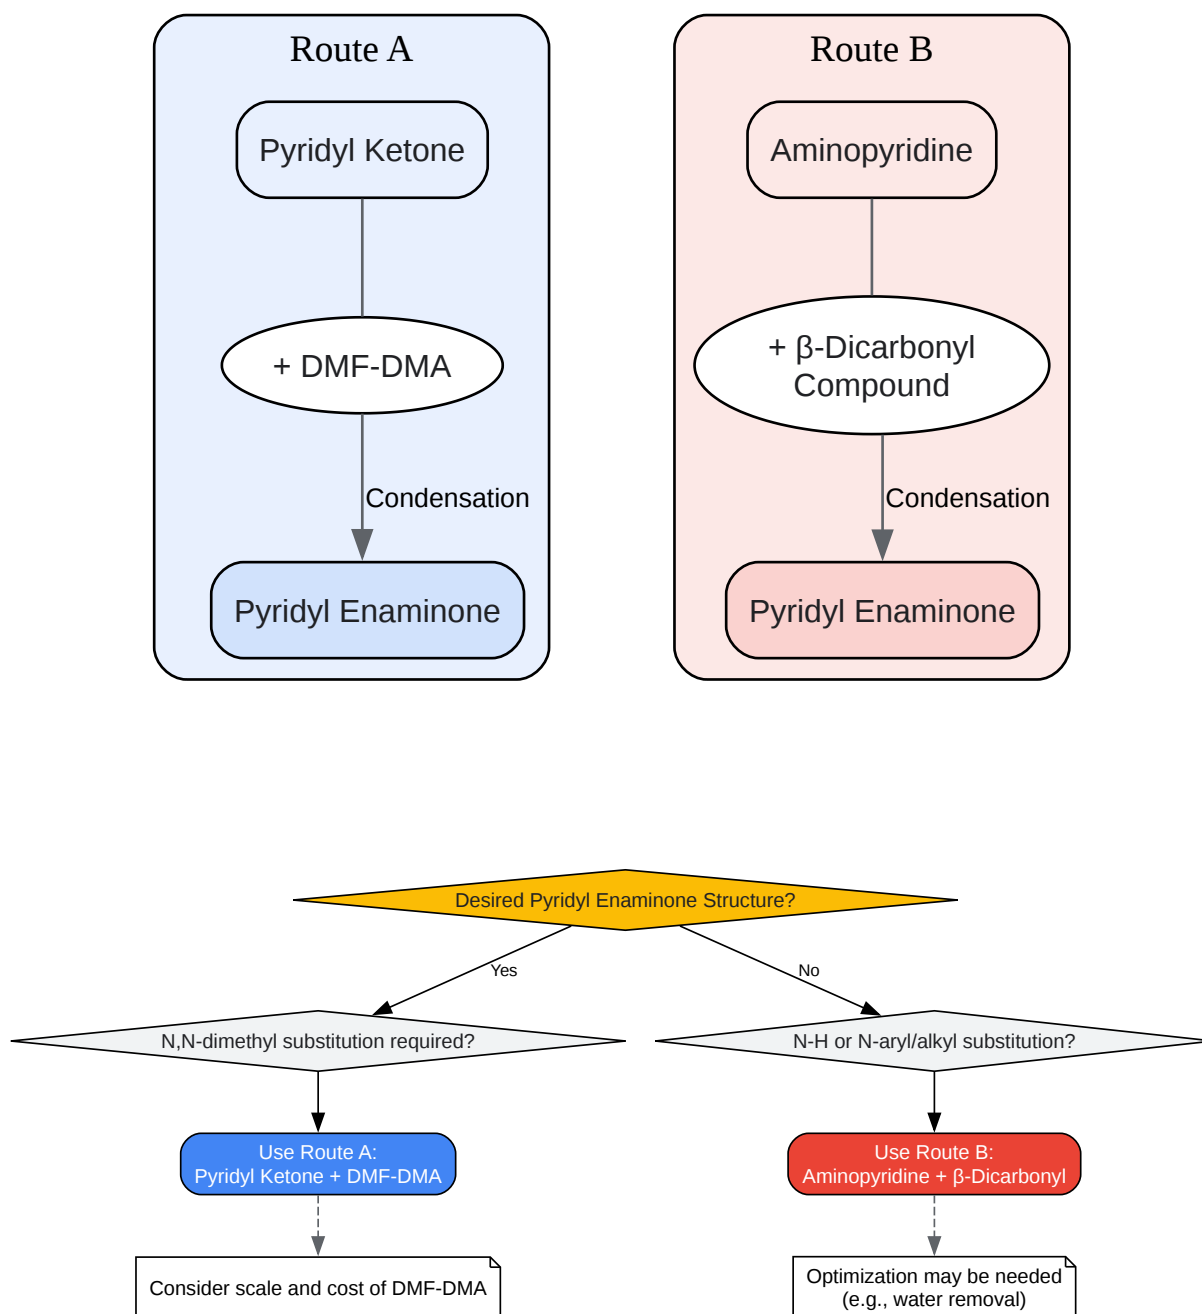 Route A
Pyridyl Ketone
+ DMF-DMA
Condensation
Pyridyl Enaminone
Route B
Aminopyridine
+ β-Dicarbonyl
Compound
Condensation
Pyridyl Enaminone
Desired Pyridyl Enaminone Structure?
Yes
No
N,N-dimethyl substitution required?
N-H or N-aryl/alkyl substitution?
Use Route A:
Pyridyl Ketone + DMF-DMA
Use Route B:
Aminopyridine + β-Dicarbonyl
Consider scale and cost of DMF-DMA
Optimization may be needed
(e.g., water removal)